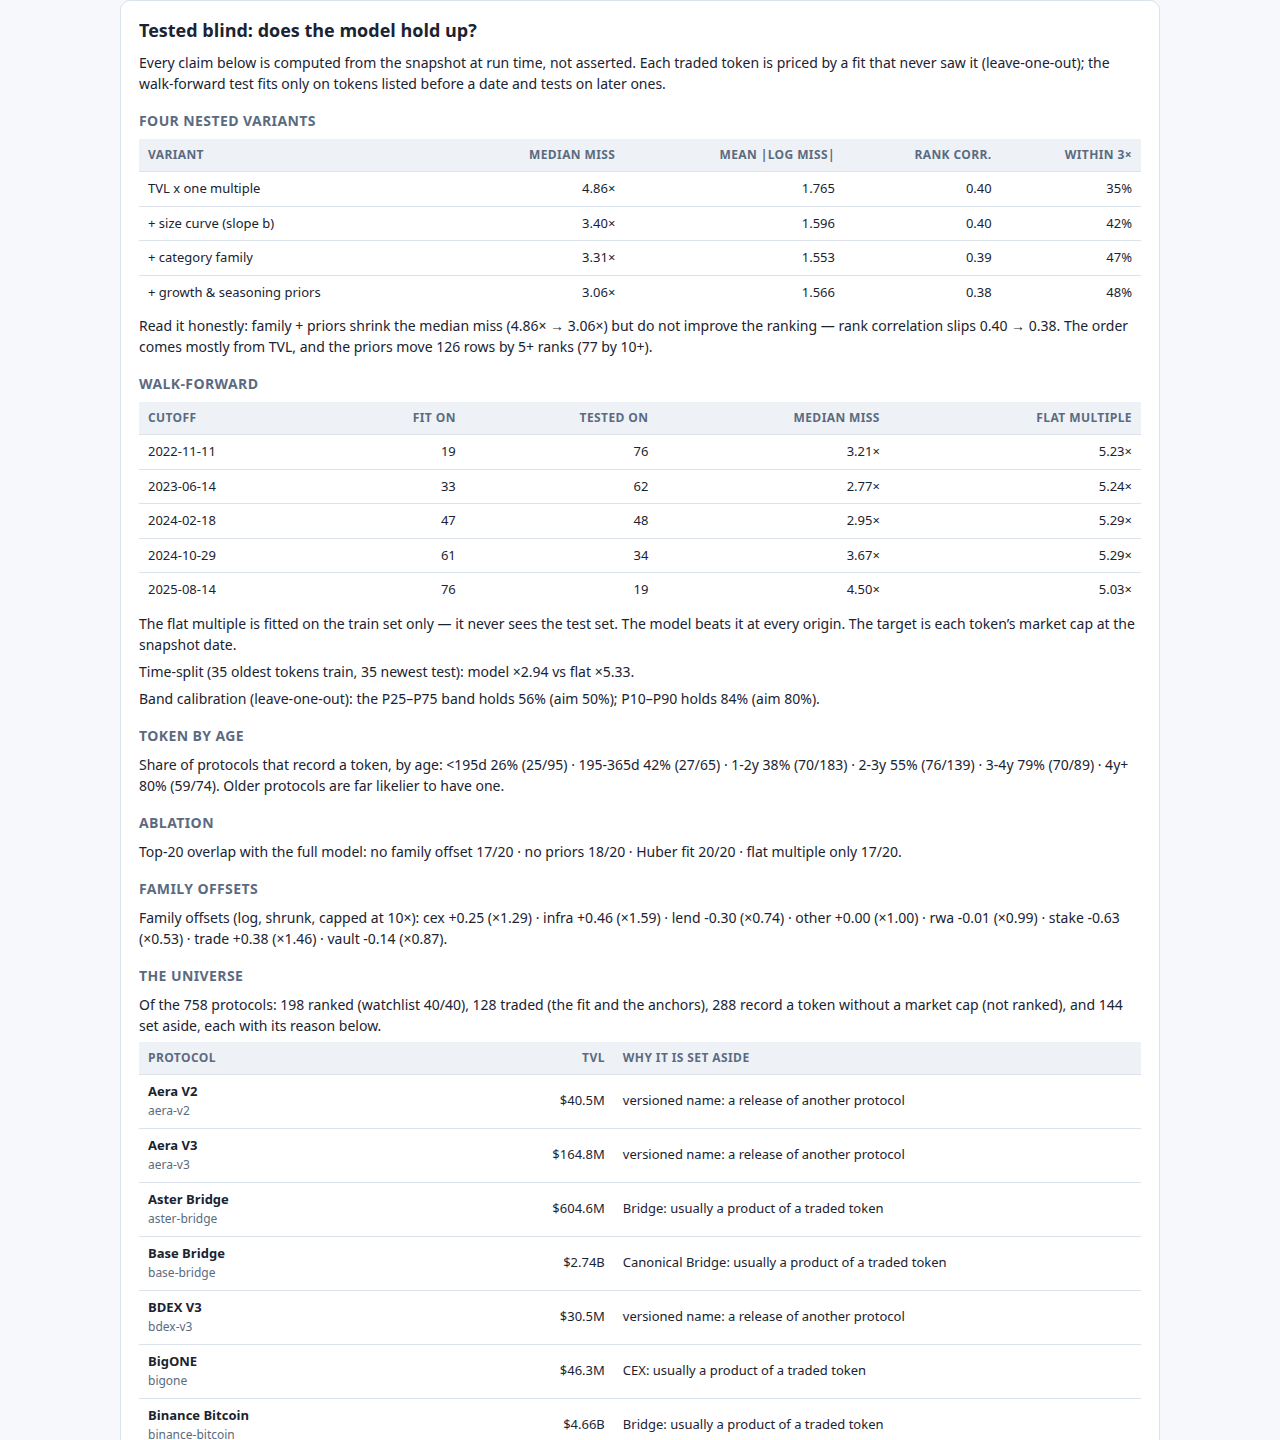 Tested blind: does the model hold up?
Every claim below is computed from the snapshot at run time, not asserted. Each traded token is priced by a fit that never saw it (leave-one-out); the
walk-forward test fits only on tokens listed before a date and tests on later ones.
FOUR NESTED VARIANTS
VARIANT MEDIAN MISS MEAN |LOG MISS| RANK CORR. WITHIN 3×
TVL x one multiple 4.86× 1.765 0.40 35%
+ size curve (slope b) 3.40× 1.596 0.40 42%
+ category family 3.31× 1.553 0.39 47%
+ growth & seasoning priors 3.06× 1.566 0.38 48%
Read it honestly: family + priors shrink the median miss (4.86× → 3.06×) but do not improve the ranking — rank correlation slips 0.40 → 0.38. The order
comes mostly from TVL, and the priors move 126 rows by 5+ ranks (77 by 10+).
WALK-FORWARD
CUTOFF FIT ON TESTED ON MEDIAN MISS FLAT MULTIPLE
2022-11-11 19 76 3.21× 5.23×
2023-06-14 33 62 2.77× 5.24×
2024-02-18 47 48 2.95× 5.29×
2024-10-29 61 34 3.67× 5.29×
2025-08-14 76 19 4.50× 5.03×
The flat multiple is fitted on the train set only — it never sees the test set. The model beats it at every origin. The target is each token’s market cap at the
snapshot date.
Time-split (35 oldest tokens train, 35 newest test): model ×2.94 vs flat ×5.33.
Band calibration (leave-one-out): the P25–P75 band holds 56% (aim 50%); P10–P90 holds 84% (aim 80%).
TOKEN BY AGE
Share of protocols that record a token, by age: <195d 26% (25/95) · 195-365d 42% (27/65) · 1-2y 38% (70/183) · 2-3y 55% (76/139) · 3-4y 79% (70/89) · 4y+
80% (59/74). Older protocols are far likelier to have one.
ABLATION
Top-20 overlap with the full model: no family offset 17/20 · no priors 18/20 · Huber fit 20/20 · flat multiple only 17/20.
FAMILY OFFSETS
Family offsets (log, shrunk, capped at 10×): cex +0.25 (×1.29) · infra +0.46 (×1.59) · lend -0.30 (×0.74) · other +0.00 (×1.00) · rwa -0.01 (×0.99) · stake -0.63
(×0.53) · trade +0.38 (×1.46) · vault -0.14 (×0.87).
THE UNIVERSE
Of the 758 protocols: 198 ranked (watchlist 40/40), 128 traded (the fit and the anchors), 288 record a token without a market cap (not ranked), and 144
set aside, each with its reason below.
PROTOCOL TVL WHY IT IS SET ASIDE
Aera V2
aera-v2
$40.5M versioned name: a release of another protocol
Aera V3
aera-v3
$164.8M versioned name: a release of another protocol
Aster Bridge
aster-bridge
$604.6M Bridge: usually a product of a traded token
Base Bridge
base-bridge
$2.74B Canonical Bridge: usually a product of a traded token
BDEX V3
bdex-v3
$30.5M versioned name: a release of another protocol
BigONE
bigone
$46.3M CEX: usually a product of a traded token
Binance Bitcoin
binance-bitcoin
$4.66B Bridge: usually a product of a traded token